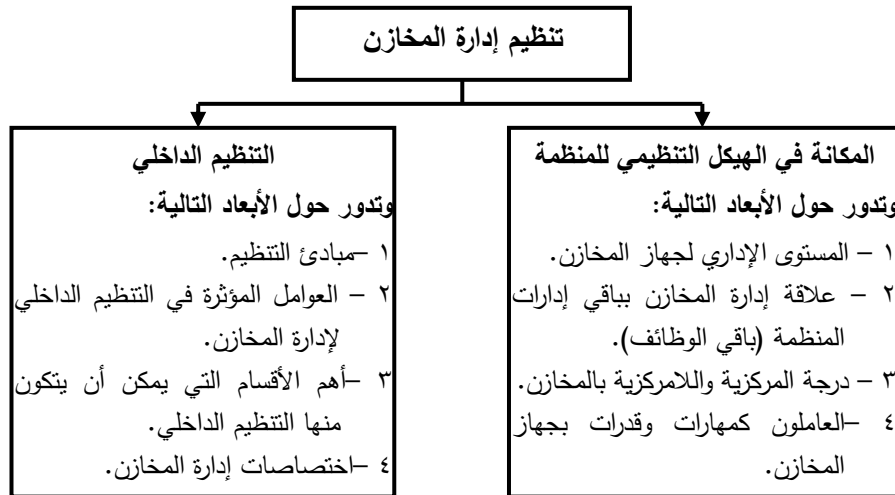 تنظيم إدارة المخازن
المكانة في الهيكل التنظيمي للمنظمة
وتدور حول الأبعاد التالية:
١ – المستوى الإداري لجهاز المخازن.
٢ – علاقة إدارة المخازن بباقي إدارات
المنظمة (باقي الوظائف).
٣ – درجة المركزية واللامركزية بالمخازن.
٤ –العاملون كمهارات وقدرات بجهاز
المخازن.
التنظيم الداخلي
وتدور حول الأبعاد التالية:
١ –مبادئ التنظيم.
٢ – العوامل المؤثرة في التنظيم الداخلي
لإدارة المخازن.
٣ –أهم الأقسام التي يمكن أن يتكون
منها التنظيم الداخلي.
٤ –اختصاصات إدارة المخازن.